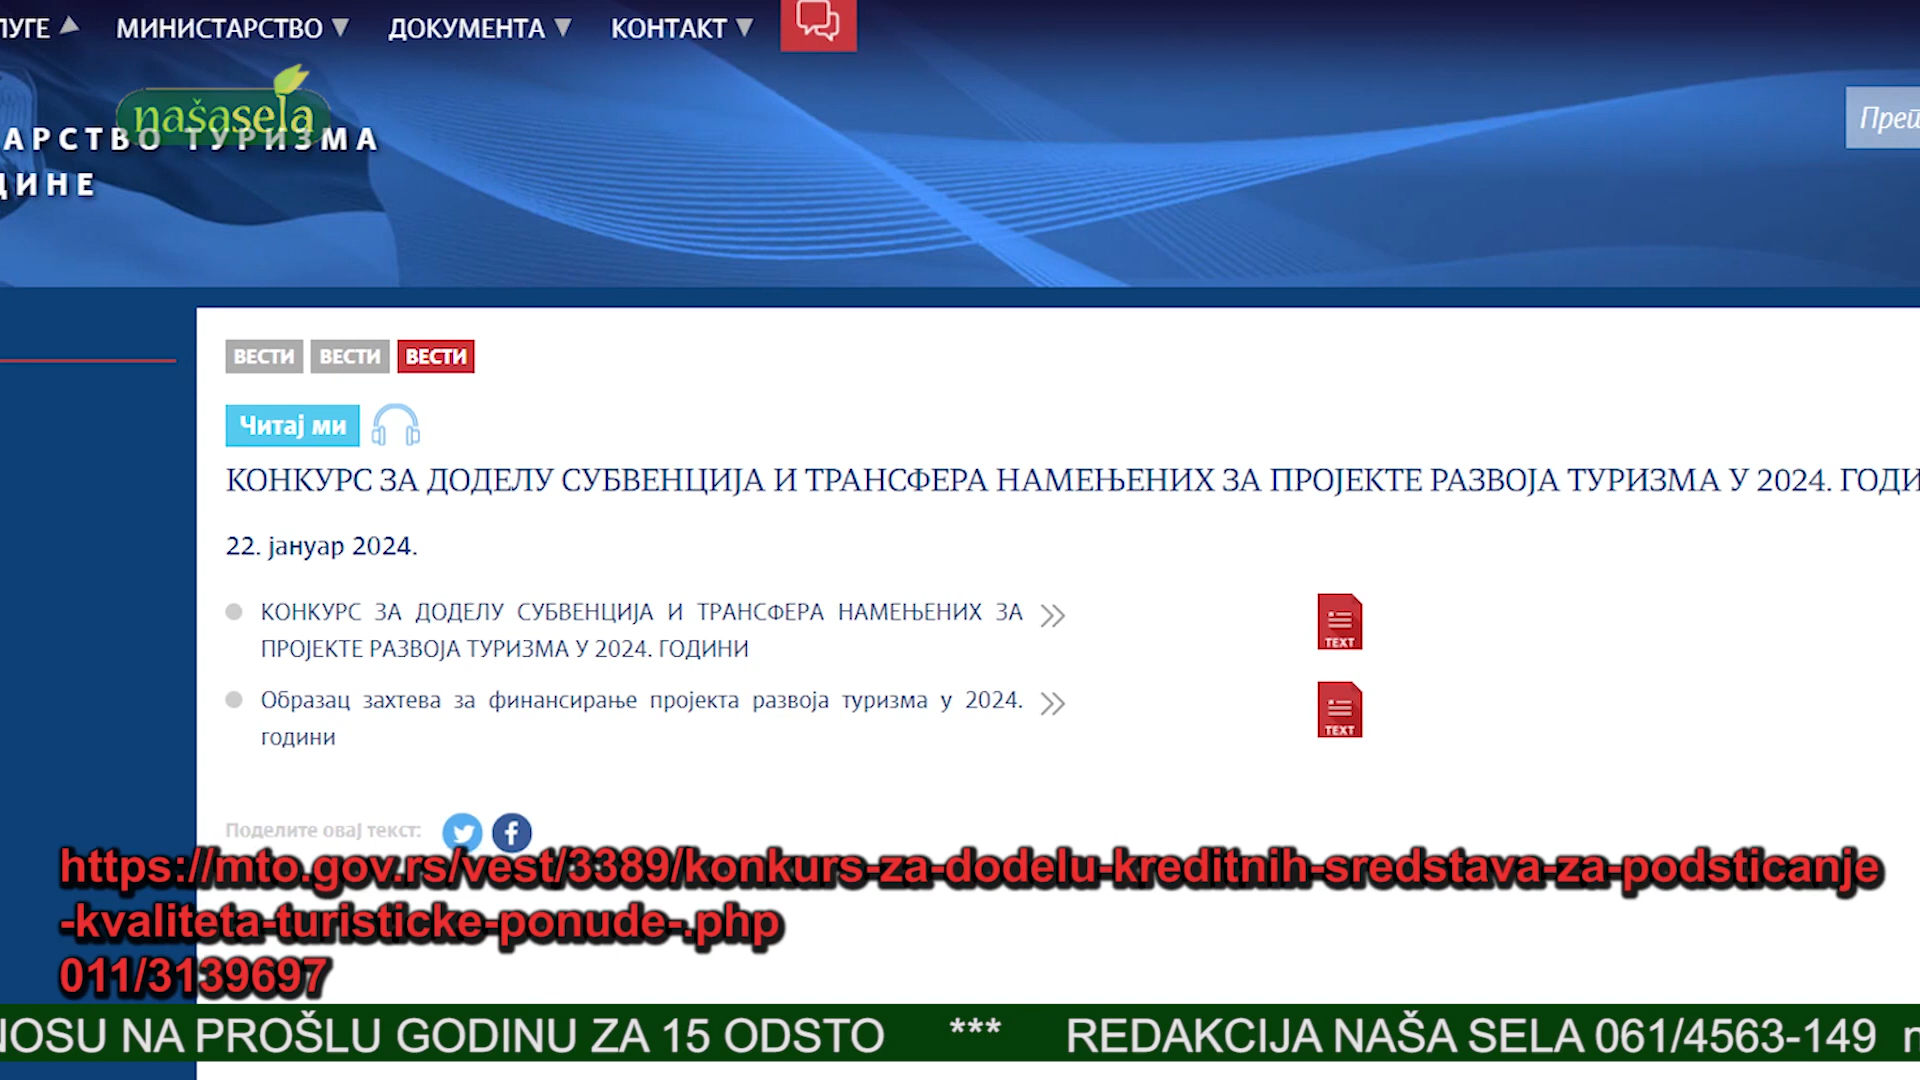 МИНИСТАРСТВО ДОКУМЕНТА КОНТАКТ
našasela
ТУРИЗМА
ВЕСТИ ВЕСТИ ВЕСТИ
Читај ми
КОНКУРС ЗА ДОДЕЛУ СУБВЕНЦИЈА И ТРАНСФЕРА НАМЕЊЕНИХ ЗА ПРОЈЕКТЕ РАЗВОЈА ТУРИЗМА У 2024. ГОДИ
22. јануар 2024.
КОНКУРС ЗА ДОДЕЛУ СУБВЕНЦИЈА И ТРАНСФЕРА НАМЕЊЕНИХ ЗА
ПРОЈЕКТЕ РАЗВОЈА ТУРИЗМА У 2024. ГОДИНИ
TEXT
Образац захтева за финансирање пројекта развоја туризма у 2024.
години
TEXT
Поделите овај текст:
https://mto.gov.rs/vest/3389/konkurs-za-dodelu-kreditnih-sredstava-za-podsticanje
-kvaliteta-turisticke-ponude-.php
011/3139697
NOSU NA PROŠLU GODINU ZA 15 ODSTO *** REDAKCIJA NAŠA SELA 061/4563-149